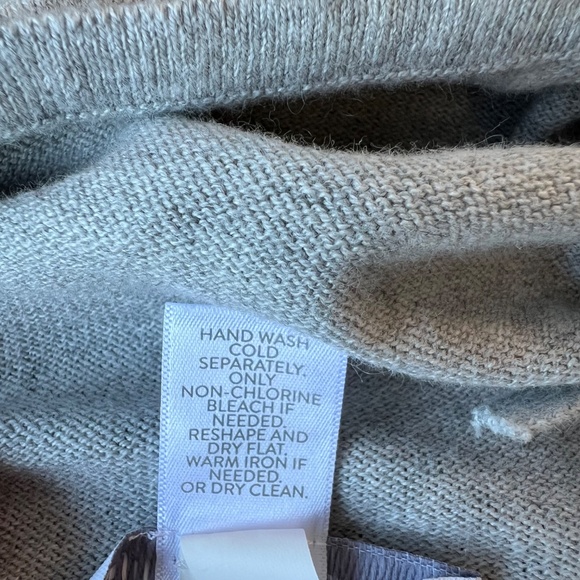 HAND WASH
COLD
SEPARATELY.
ONLY
NON-CHLORINE
BLEACH IF
NEEDED.
RESHAPE AND
DRY FLAT.
WARM IRON IF
NEEDED.
OR DRY CLEAN.